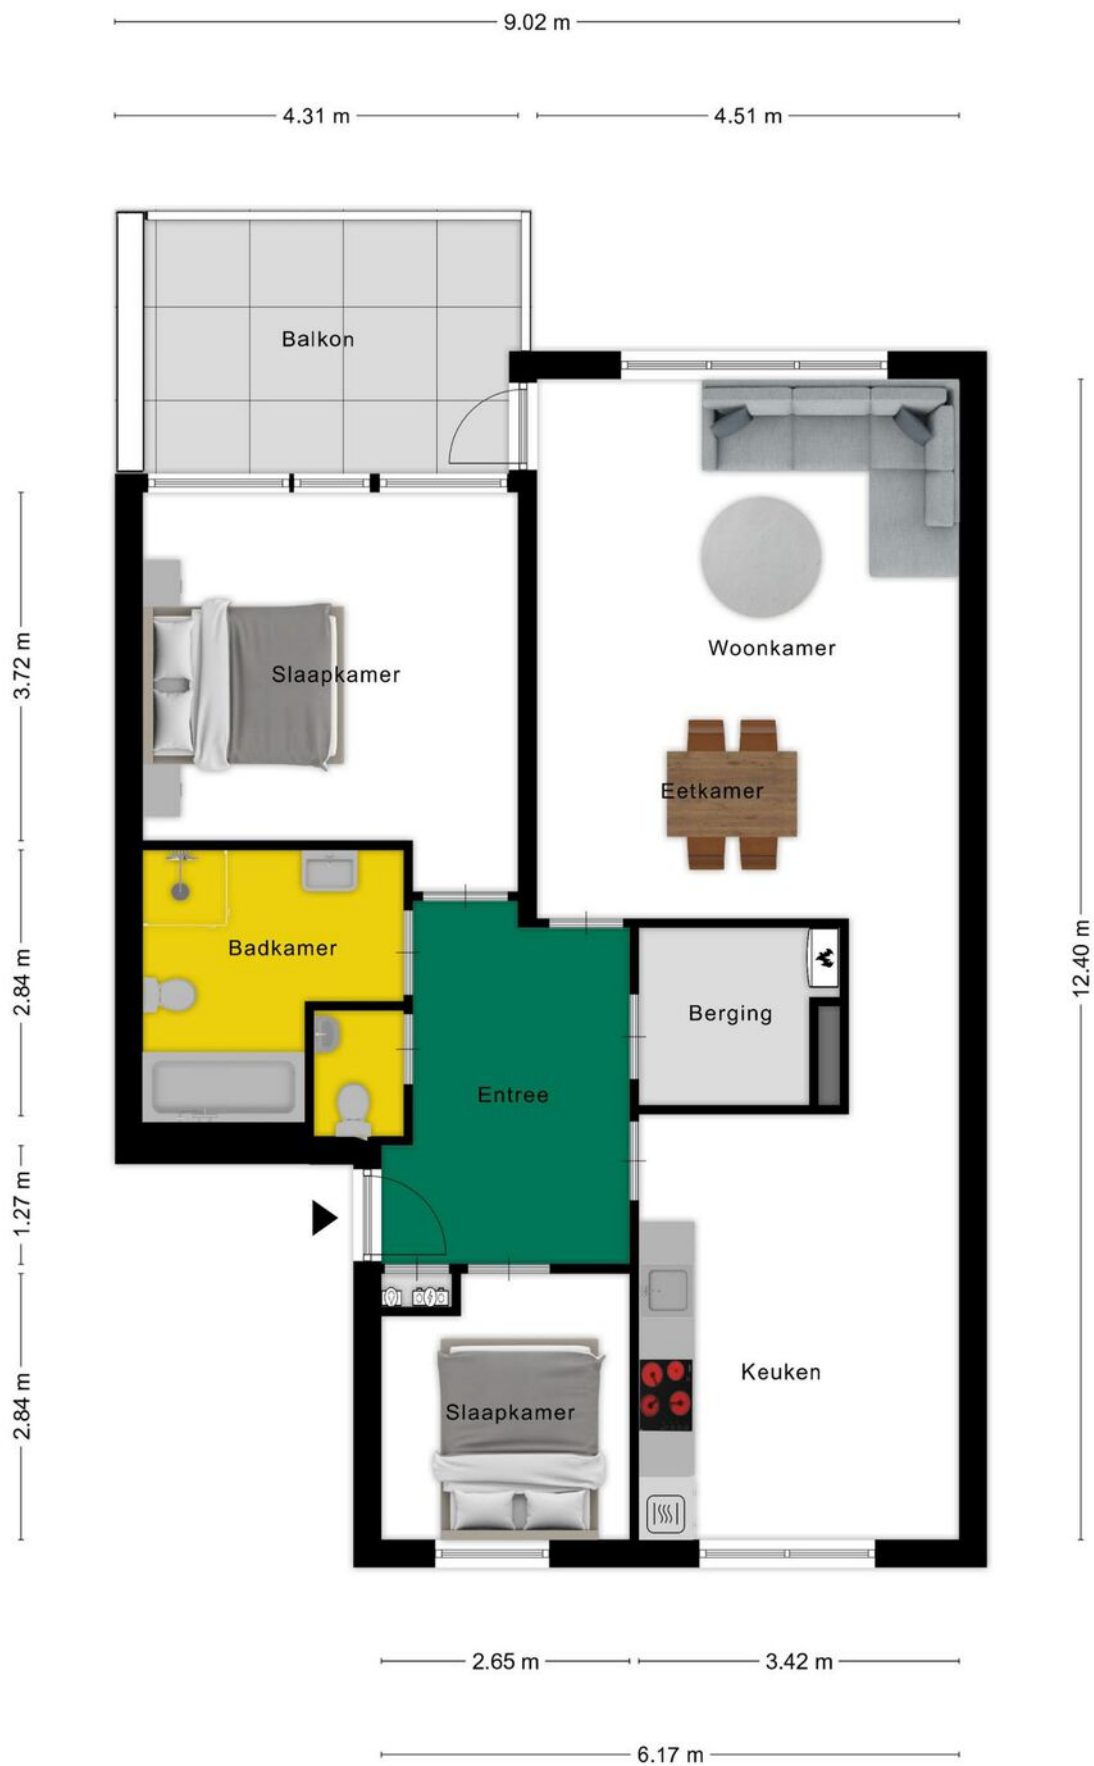 9.02 m
4.31 m
4.51 m
Balkon
3.72 m
Slaapkamer
Woonkamer
Eetkamer
2.84 m
Badkamer
12.40 m
Berging
Entree
1.27 m
2.84 m
Keuken
Slaapkamer
2.65 m
3.42 m
6.17 m